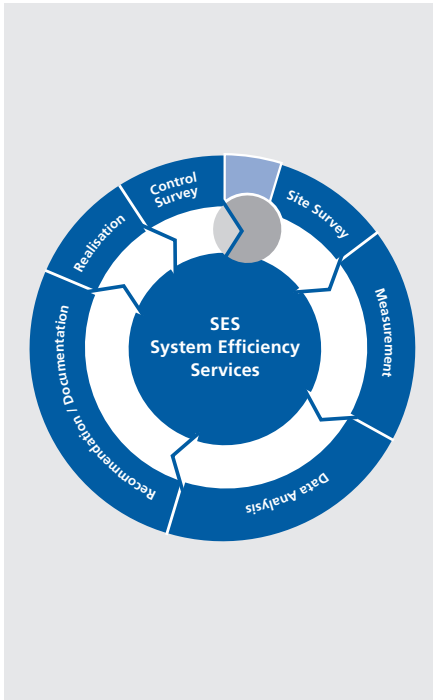 SES
System Efficiency
Services
Site Survey
Measurement
Data Analysis
Recommendation / Documentation
Realisation
Control
Survey